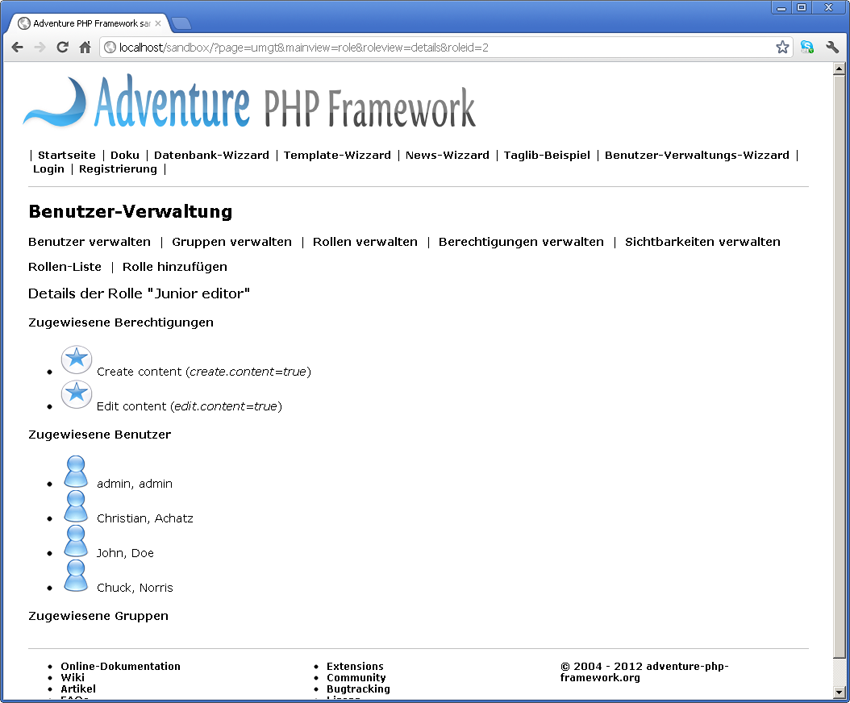 Adventure PHP Framework sa
localhost/sandbox/?page=umgt&mainview=role&roleview=details&roleid=2
Adventure PHP Framework
| Startseite | Doku | Datenbank-Wizzard | Template-Wizzard | News-Wizzard | Taglib-Beispiel | Benutzer-Verwaltungs-Wizzard |
Login | Registrierung |
Benutzer-Verwaltung
Benutzer verwalten | Gruppen verwalten | Rollen verwalten | Berechtigungen verwalten | Sichtbarkeiten verwalten
Rollen-Liste | Rolle hinzufügen
Details der Rolle "Junior editor"
Zugewiesene Berechtigungen
Create content (create.content=true)
Edit content (edit.content=true)
Zugewiesene Benutzer
admin, admin
Christian, Achatz
John, Doe
Chuck, Norris
Zugewiesene Gruppen
Online-Dokumentation
Wiki
Artikel
Extensions
Community
Bugtracking
© 2004 - 2012 adventure-php-
framework.org